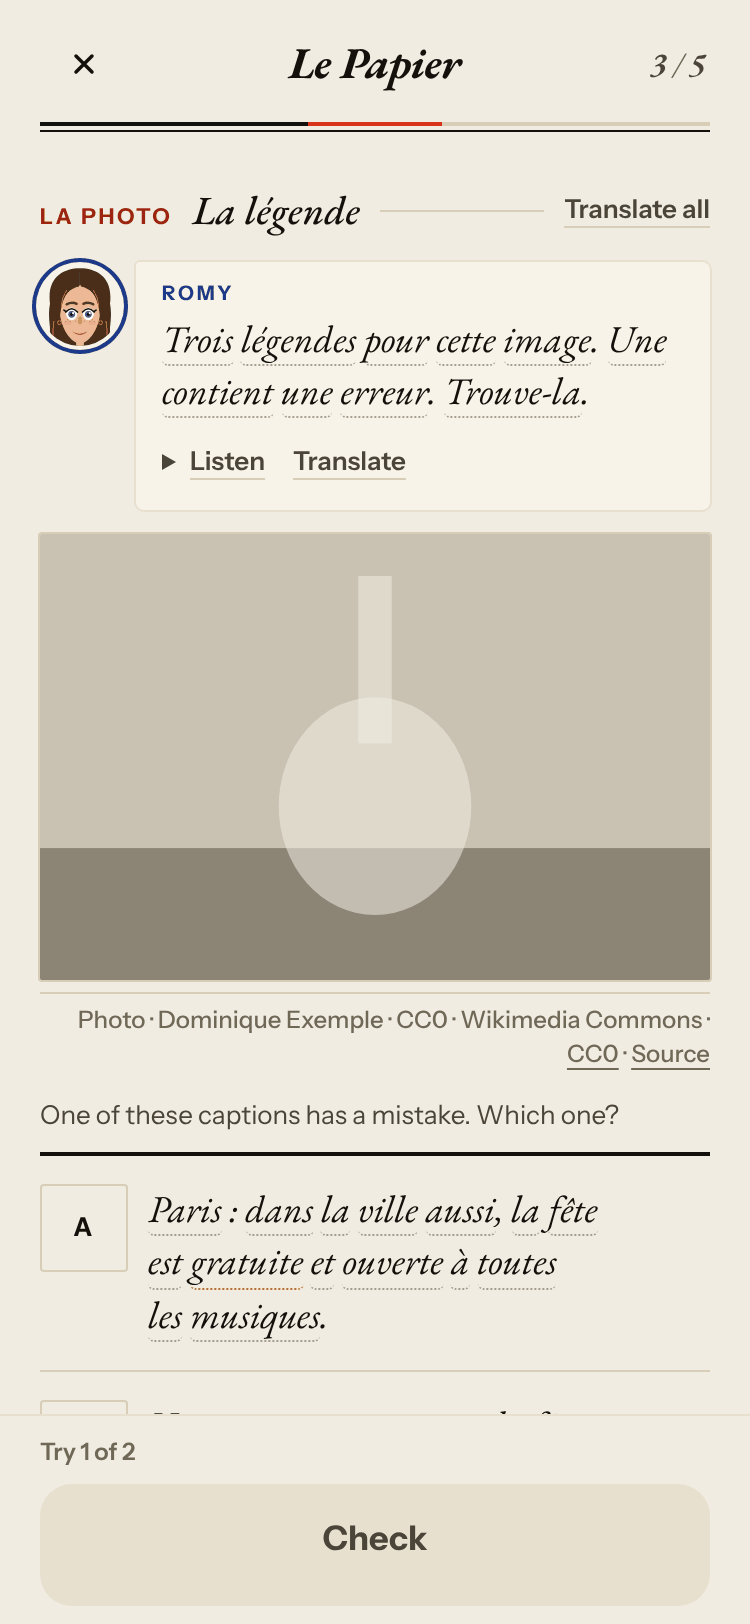 Le Papier
3 / 5
LA PHOTO La légende Translate all
ROMY
Trois légendes pour cette image. Une
contient une erreur. Trouve-la.
Listen Translate
Photo · Dominique Exemple · CC0 · Wikimedia Commons ·
CC0 · Source
One of these captions has a mistake. Which one?
A
Paris : dans la ville aussi, la fête
est gratuite et ouverte à toutes
les musiques.
Try 1 of 2
Check